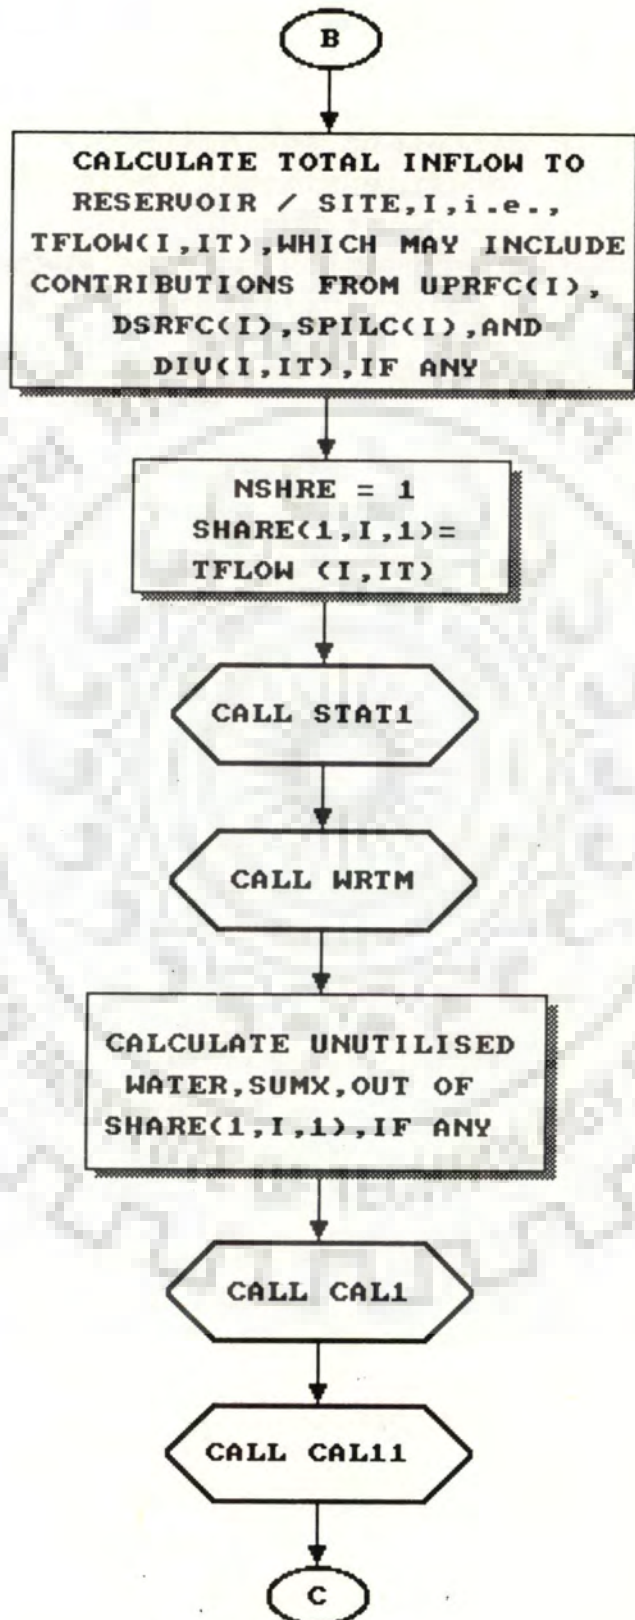 B
CALCULATE TOTAL INFLOW TO
RESERVOIR / SITE,I,i.e.,
TFLOW(I,IT),WHICH MAY INCLUDE
CONTRIBUTIONS FROM UPRFC(I),
DSRFC(I),SPILC(I),AND
DIV(I,IT),IF ANY
NSHRE = 1
SHARE(1,I,1)=
TFLOW (I,IT)
CALL STAT1
CALL WRTM
CALCULATE UNUTILISED
WATER,SUMX,OUT OF
SHARE(1,I,1),IF ANY
CALL CAL1
CALL CAL11
C